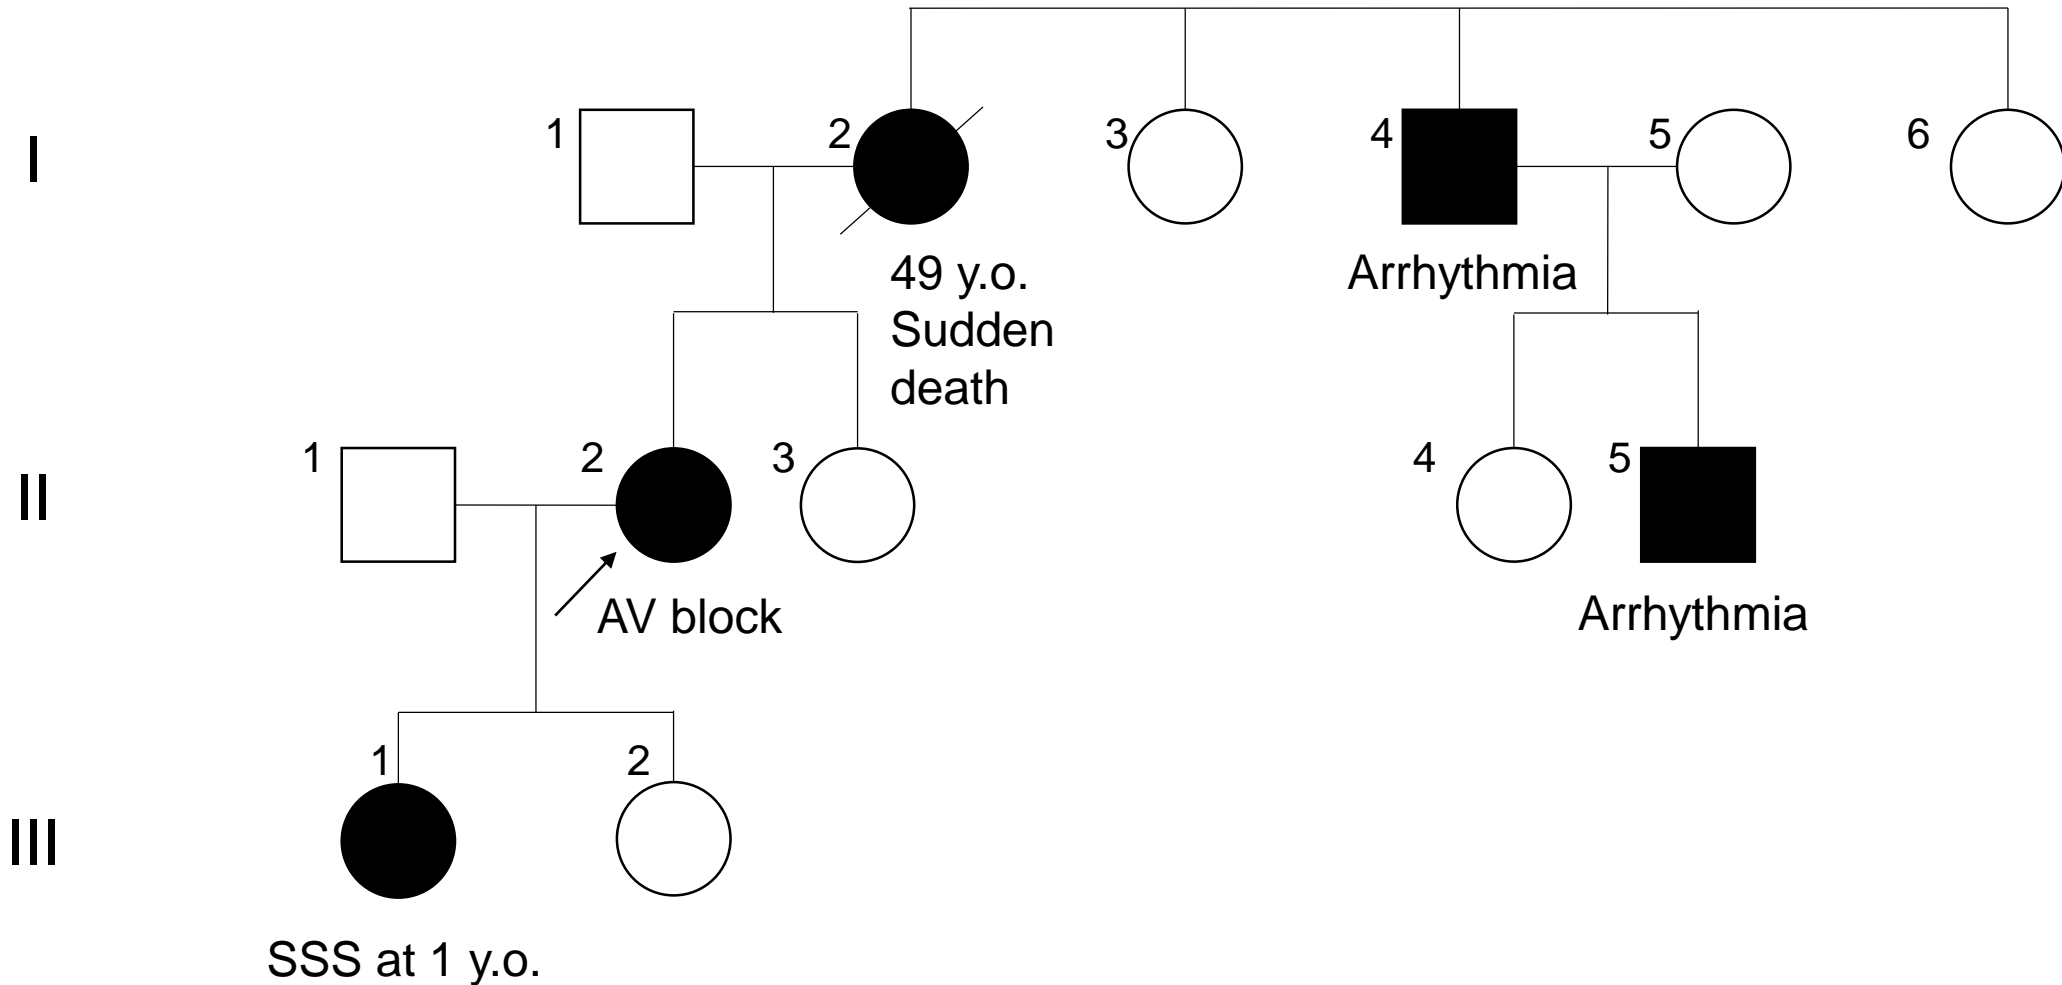 I
1
2
3
4
5
6
49 y.o.
Sudden
death
Arrhythmia
II
1
2
3
4
5
AV block
Arrhythmia
III
1
2
SSS at 1 y.o.